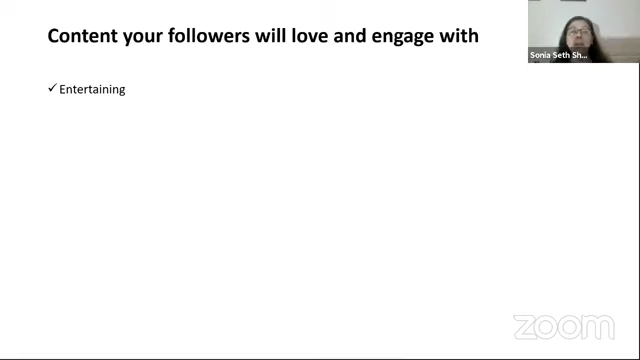 Content your followers will love and engage with
✓ Entertaining
Sonia Seth Sh...
zoom